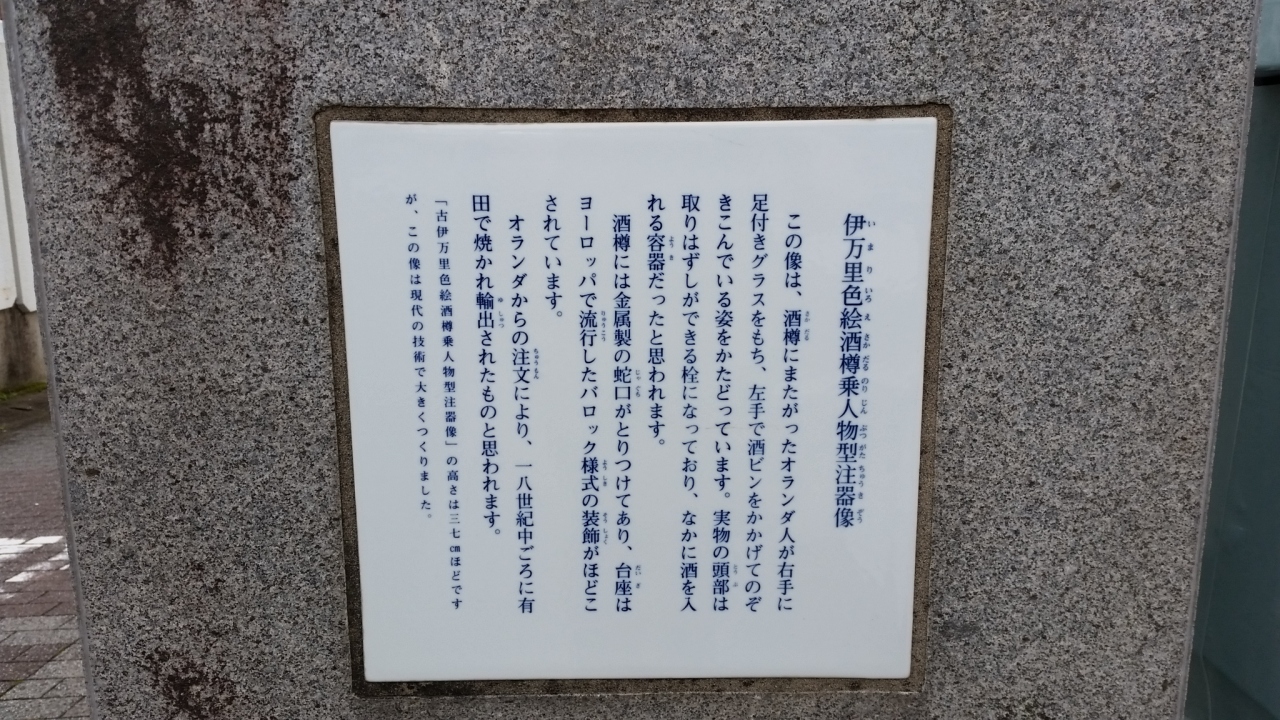 伊万里色絵酒樽乗人物型注器像
この像は、酒樽にまたがったオランダ人が右手に
足付きグラスをもち、左手で酒ビンをかかげてのぞ
きこんでいる姿をかたどっています。実物の頭部は
取りはずしができる栓になっており、なかに酒を入
れる容器だったと思われます。
酒樽には金属製の蛇口がとりつけてあり、台座は
ヨーロッパで流行したバロック様式の装飾がほどこ
されています。
オランダからの注文により、一八世紀中ごろに有
田で焼かれ輸出されたものと思われます。
「古伊万里色絵酒樽乗人物型注器像」の高さは三七㎝ほどです
が、この像は現代の技術で大きくつくりました。